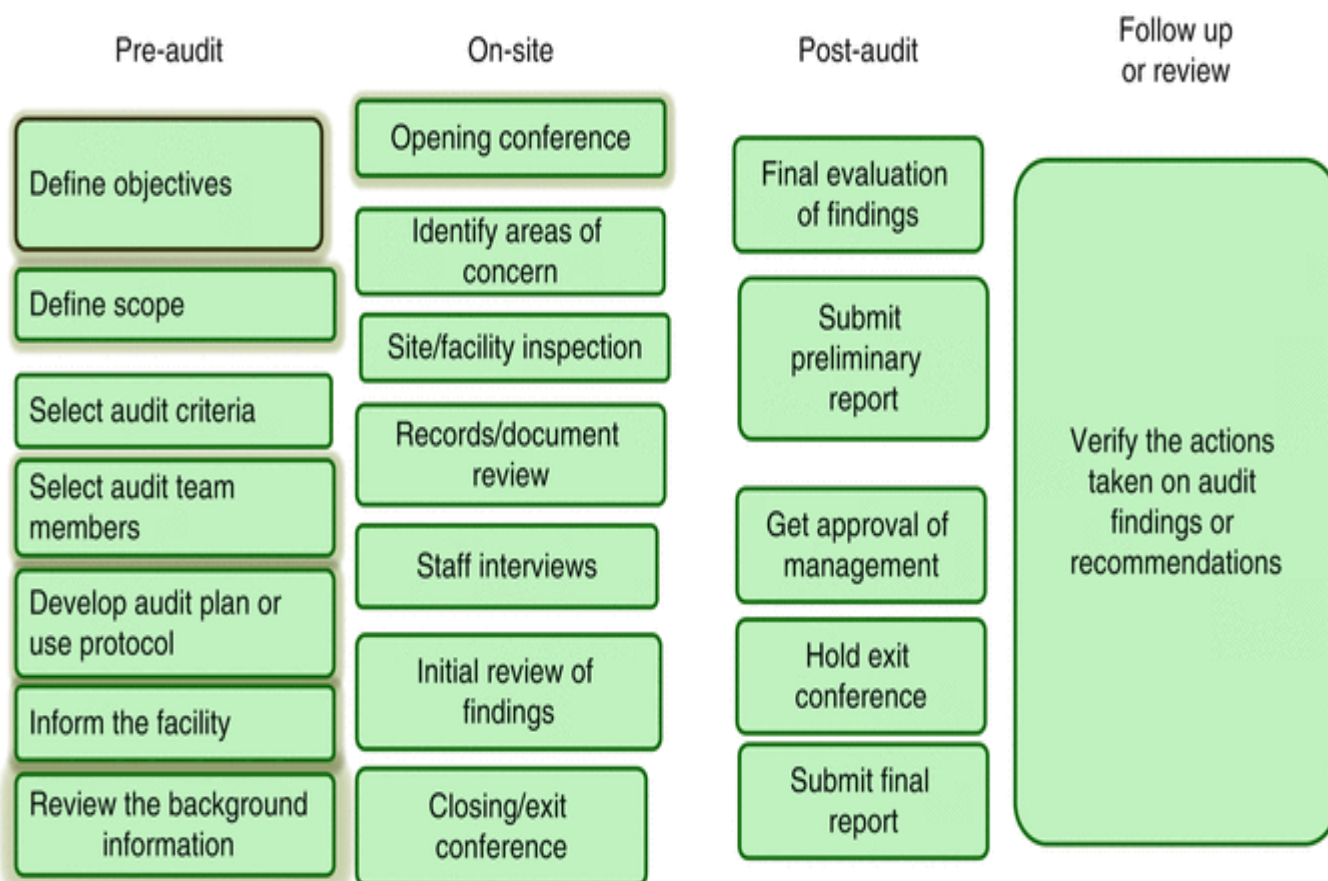 Pre-audit
Define objectives
Define scope
Select audit criteria
Select audit team
members
Develop audit plan or
use protocol
Inform the facility
Review the background
information
On-site
Opening conference
Identify areas of
concern
Site/facility inspection
Records/document
review
Staff interviews
Initial review of
findings
Closing/exit
conference
Post-audit
Final evaluation
of findings
Submit
preliminary
report
Get approval of
management
Hold exit
conference
Submit final
report
Follow up
or review
Verify the actions
taken on audit
findings or
recommendations